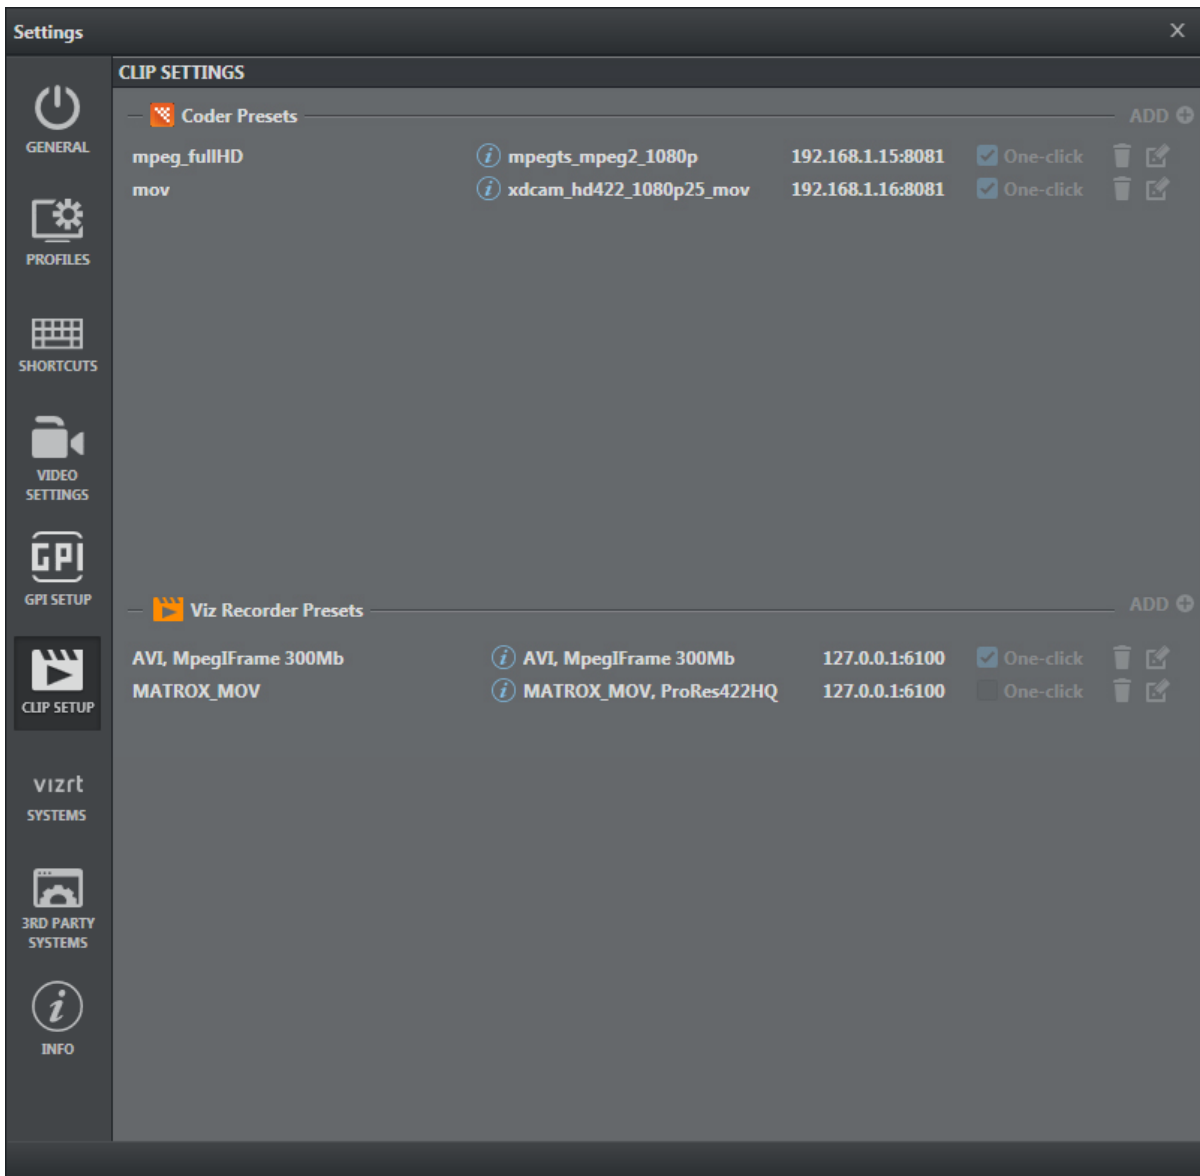 Settings
CLIP SETTINGS
GENERAL
PROFILES
SHORTCUTS
VIDEO
SETTINGS
GPI
GPI SETUP
CLIP SETUP
vizrt
SYSTEMS
3RD PARTY
SYSTEMS
INFO
Coder Presets ADD
mpeg_fullHD mpegts_mpeg2_1080p 192.168.1.15:8081 One-click
mov xdcam_hd422_1080p25_mov 192.168.1.16:8081 One-click
Viz Recorder Presets ADD
AVI, MpegIFrame 300Mb AVI, MpegIFrame 300Mb 127.0.0.1:6100 One-click
MATROX_MOV MATROX_MOV, ProRes422HQ 127.0.0.1:6100 One-click